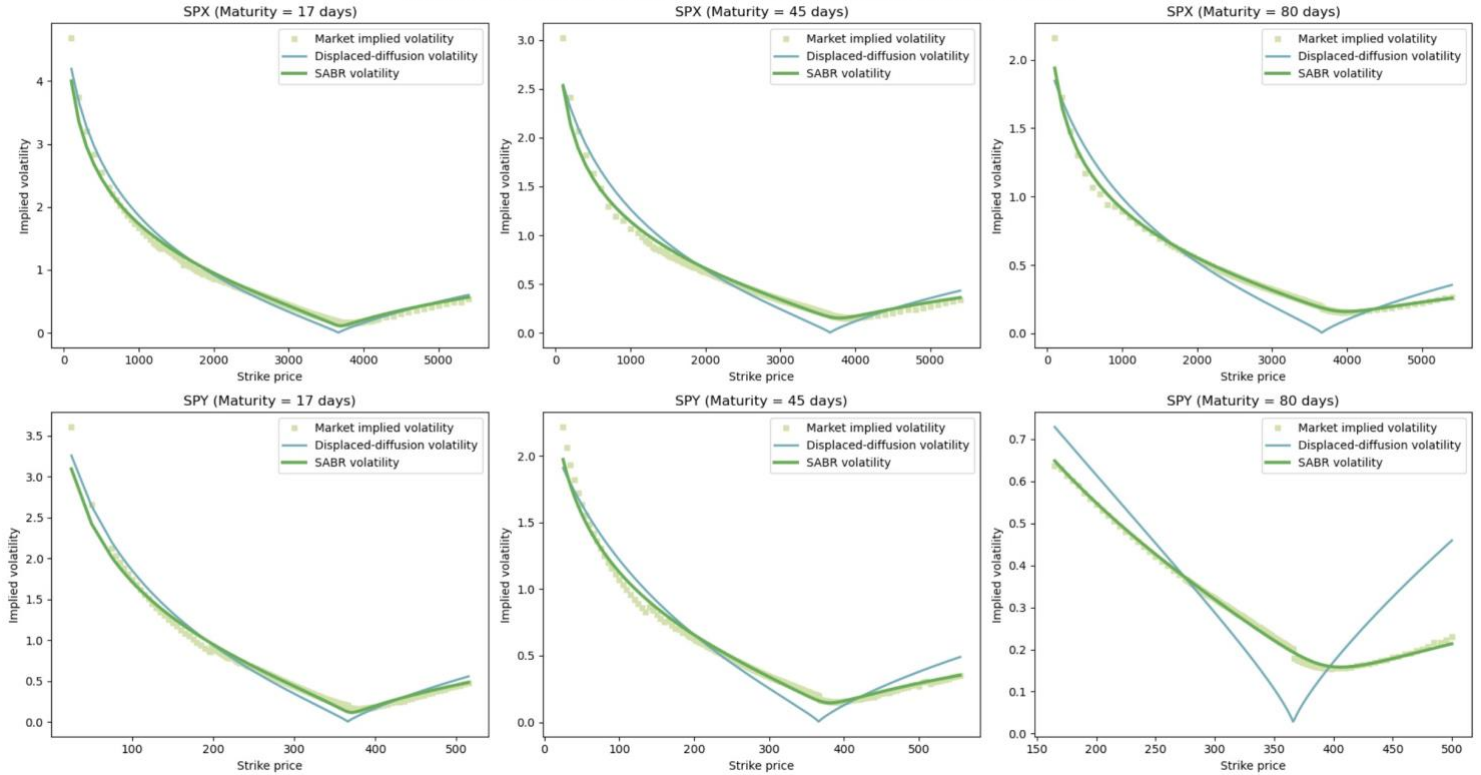 SPX (Maturity = 17 days)
Market implied volatility
Displaced-diffusion volatility
SABR volatility
4
3
2
1
0
Implied volatility
0 1000 2000 3000 4000 5000
Strike price
SPX (Maturity = 45 days)
Market implied volatility
Displaced-diffusion volatility
SABR volatility
3.0
2.5
2.0
1.5
1.0
0.5
0.0
Implied volatility
0 1000 2000 3000 4000 5000
Strike price
SPX (Maturity = 80 days)
Market implied volatility
Displaced-diffusion volatility
SABR volatility
2.0
1.5
1.0
0.5
0.0
Implied volatility
0 1000 2000 3000 4000 5000
Strike price
SPY (Maturity = 17 days)
Market implied volatility
Displaced-diffusion volatility
SABR volatility
3.5
3.0
2.5
2.0
1.5
1.0
0.5
0.0
Implied volatility
100 200 300 400 500
Strike price
SPY (Maturity = 45 days)
Market implied volatility
Displaced-diffusion volatility
SABR volatility
2.0
1.5
1.0
0.5
0.0
Implied volatility
0 100 200 300 400 500
Strike price
SPY (Maturity = 80 days)
Market implied volatility
Displaced-diffusion volatility
SABR volatility
0.7
0.6
0.5
0.4
0.3
0.2
0.1
0.0
Implied volatility
150 200 250 300 350 400 450 500
Strike price